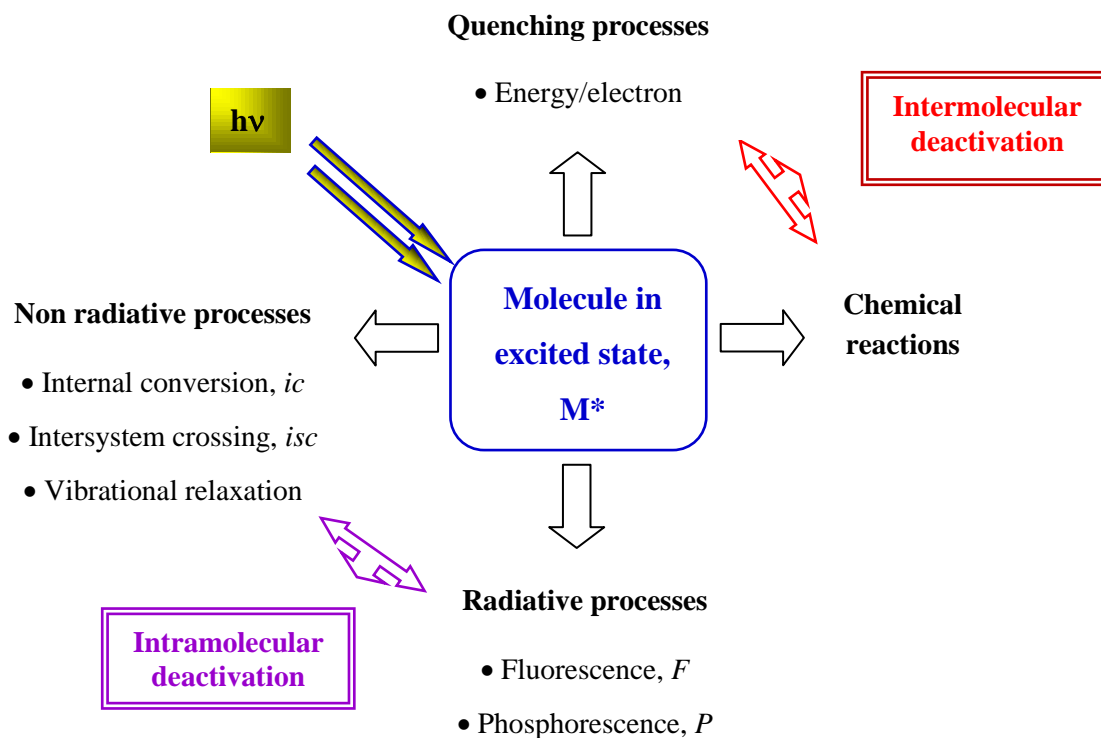 Quenching processes
• Energy/electron
hν
Intermolecular
deactivation
Molecule in
excited state,
M*
Non radiative processes
• Internal conversion, ic
• Intersystem crossing, isc
• Vibrational relaxation
Chemical
reactions
Intramolecular
deactivation
Radiative processes
• Fluorescence, F
• Phosphorescence, P